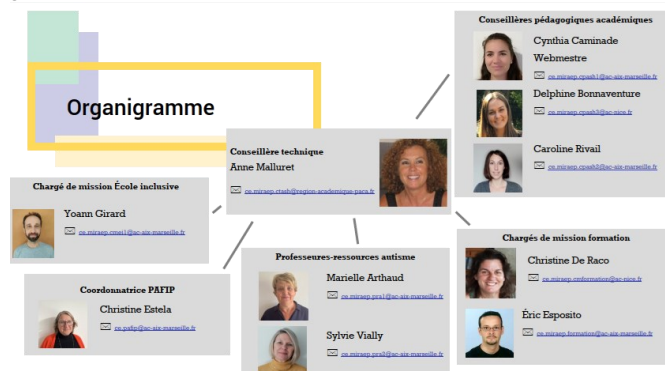 Organigramme
Conseillères pédagogiques académiques
Cynthia Caminade
Webmestre
ce.miraep.cpash1@ac-aix-marseille.fr
Delphine Bonnaventure
ce.miraep.cpash2@ac-nice.fr
Caroline Rivail
ce.miraep.cpash3@ac-aix-marseille.fr
Conseillère technique
Anne Malluret
ce.miraep.ctash@region-academique-paca.fr
Chargé de mission École inclusive
Yoann Girard
ce.miraep.cmei1@ac-aix-marseille.fr
Coordonnatrice PAFIP
Christine Estela
ce.pafip@ac-aix-marseille.fr
Professeures-ressources autisme
Marielle Arthaud
ce.miraep.pra1@ac-aix-marseille.fr
Sylvie Vially
ce.miraep.pra2@ac-aix-marseille.fr
Chargés de mission formation
Christine De Raco
ce.miraep.cmformation@ac-nice.fr
Éric Esposito
ce.miraep.formation@ac-aix-marseille.fr